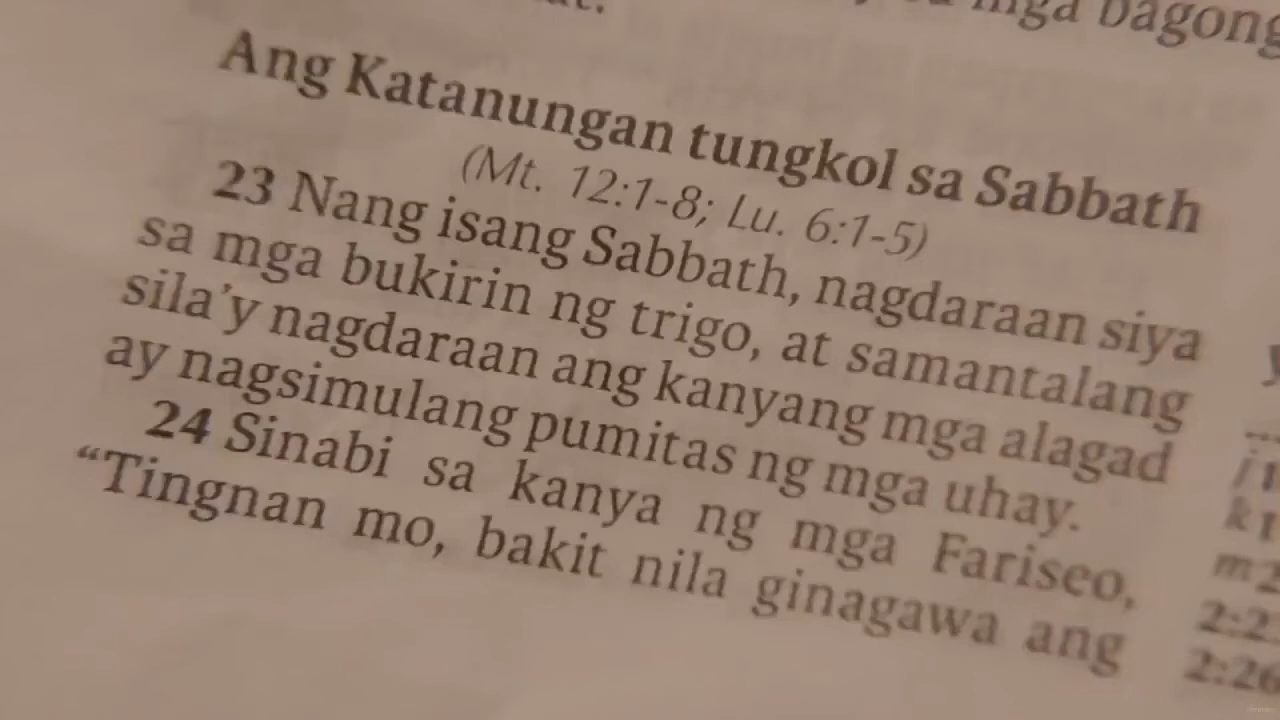 mga bagong
Ang Katanungan tungkol sa Sabbath
(Mt. 12:1-8; Lu. 6:1-5)
23 Nang isang Sabbath, nagdaraan siya
sa mga bukirin ng trigo, at samantalang
sila’y nagdaraan ang kanyang mga alagad
ay nagsimulang pumitas ng mga uhay.
24 Sinabi sa kanya ng mga Fariseo,
“Tingnan mo, bakit nila ginagawa ang